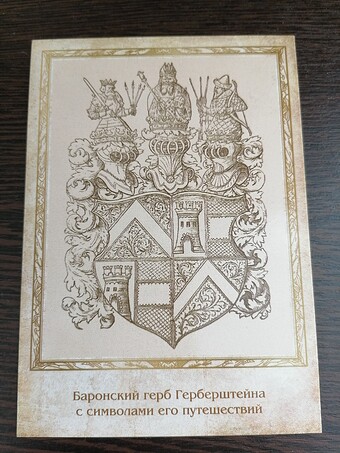 Баронский герб Герберштейна
с символами его путешествий